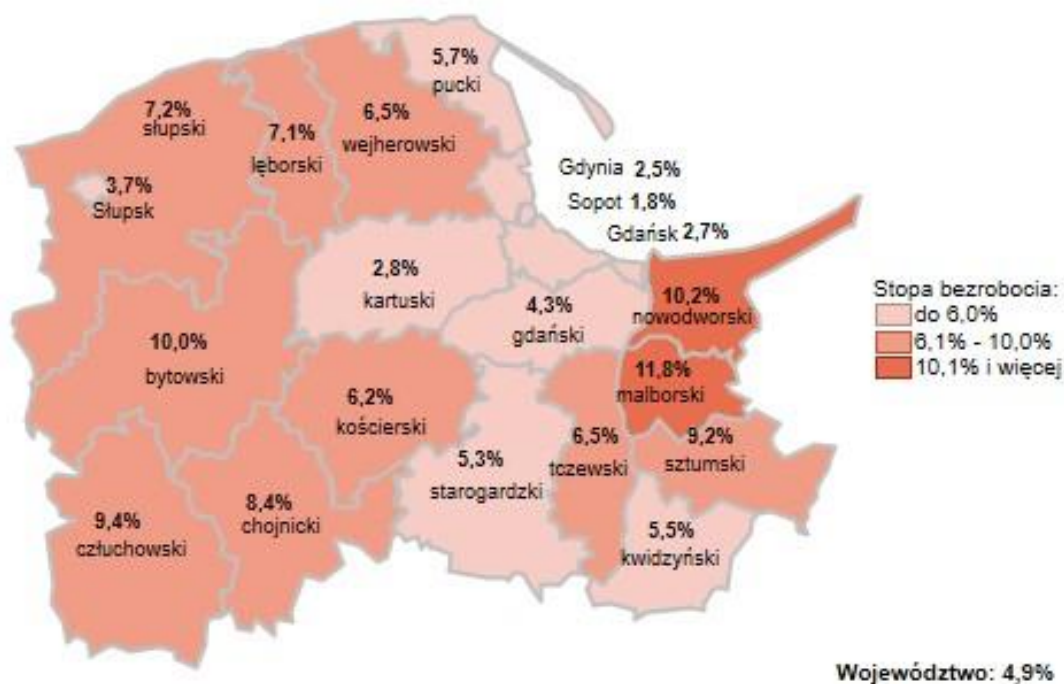 5,7%
pucki
7,2%
słupski
7,1%
lęborski
6,5%
wejherowski
3,7%
Słupsk
Gdynia 2,5%
Sopot 1,8%
Gdańsk 2,7%
2,8%
kartuski
4,3%
gdański
10,2%
nowodworski
10,0%
bytowski
6,2%
kościerski
11,8%
malborski
5,3%
starogardzki
6,5%
tczewski
9,2%
sztumski
9,4%
człuchowski
8,4%
chojnicki
5,5%
kwidzyński
Stopa bezrobocia:
do 6,0%
6,1% - 10,0%
10,1% i więcej
Województwo: 4,9%